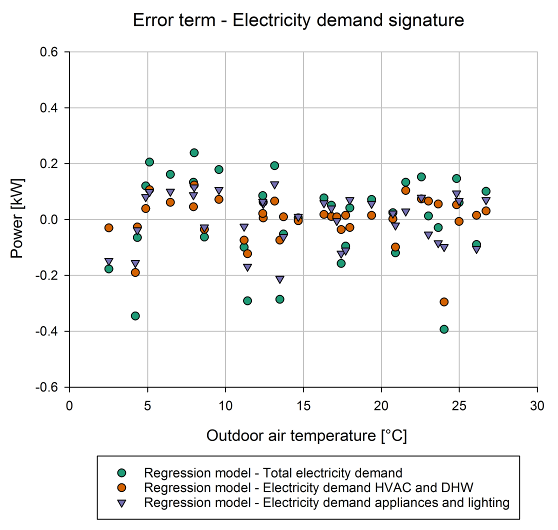 Error term - Electricity demand signature
0.6
0.4
0.2
0.0
-0.2
-0.4
-0.6
Power [kW]
0 5 10 15 20 25 30
Outdoor air temperature [°C]
Regression model - Total electricity demand
Regression model - Electricity demand HVAC and DHW
Regression model - Electricity demand appliances and lighting